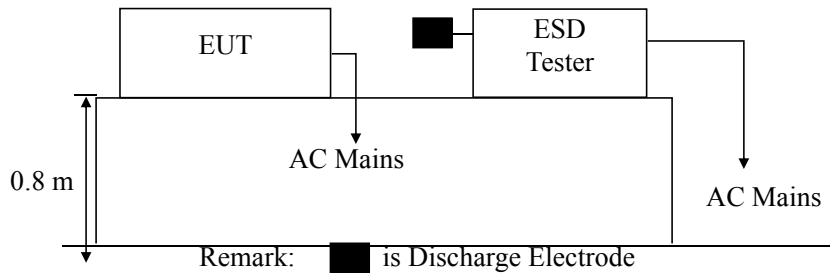 EUT
ESD
Tester
AC Mains
0.8 m
AC Mains
Remark: is Discharge Electrode